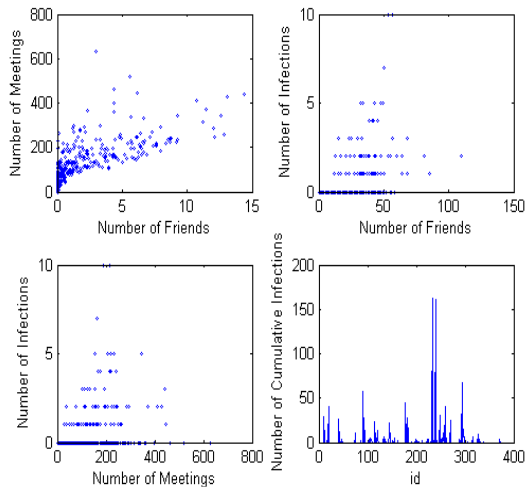 800
600
400
200
0
Number of Meetings
0 5 10 15
Number of Friends
10
5
0
Number of Infections
0 50 100 150
Number of Friends
10
5
0
Number of Infections
0 200 400 600 800
Number of Meetings
200
150
100
50
0
Number of Cumulative Infections
0 100 200 300 400
id